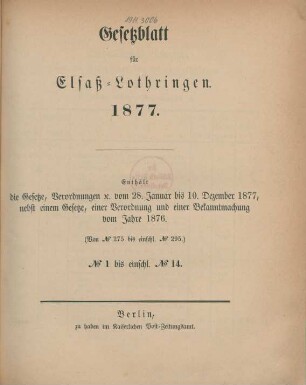 Gesetzblatt
für
Elsaß-Lothringen.
1877.
Enthält
die Gesetze, Verordnungen ꝛc. vom 28. Januar bis 10. Dezember 1877,
nebst einem Gesetze, einer Verordnung und einer Bekanntmachung
vom Jahre 1876.
(Von № 275 bis einschl. № 295.)
№ 1 bis einschl. № 14.
Berlin,
zu haben im Kaiserlichen Post-Zeitungsamt.